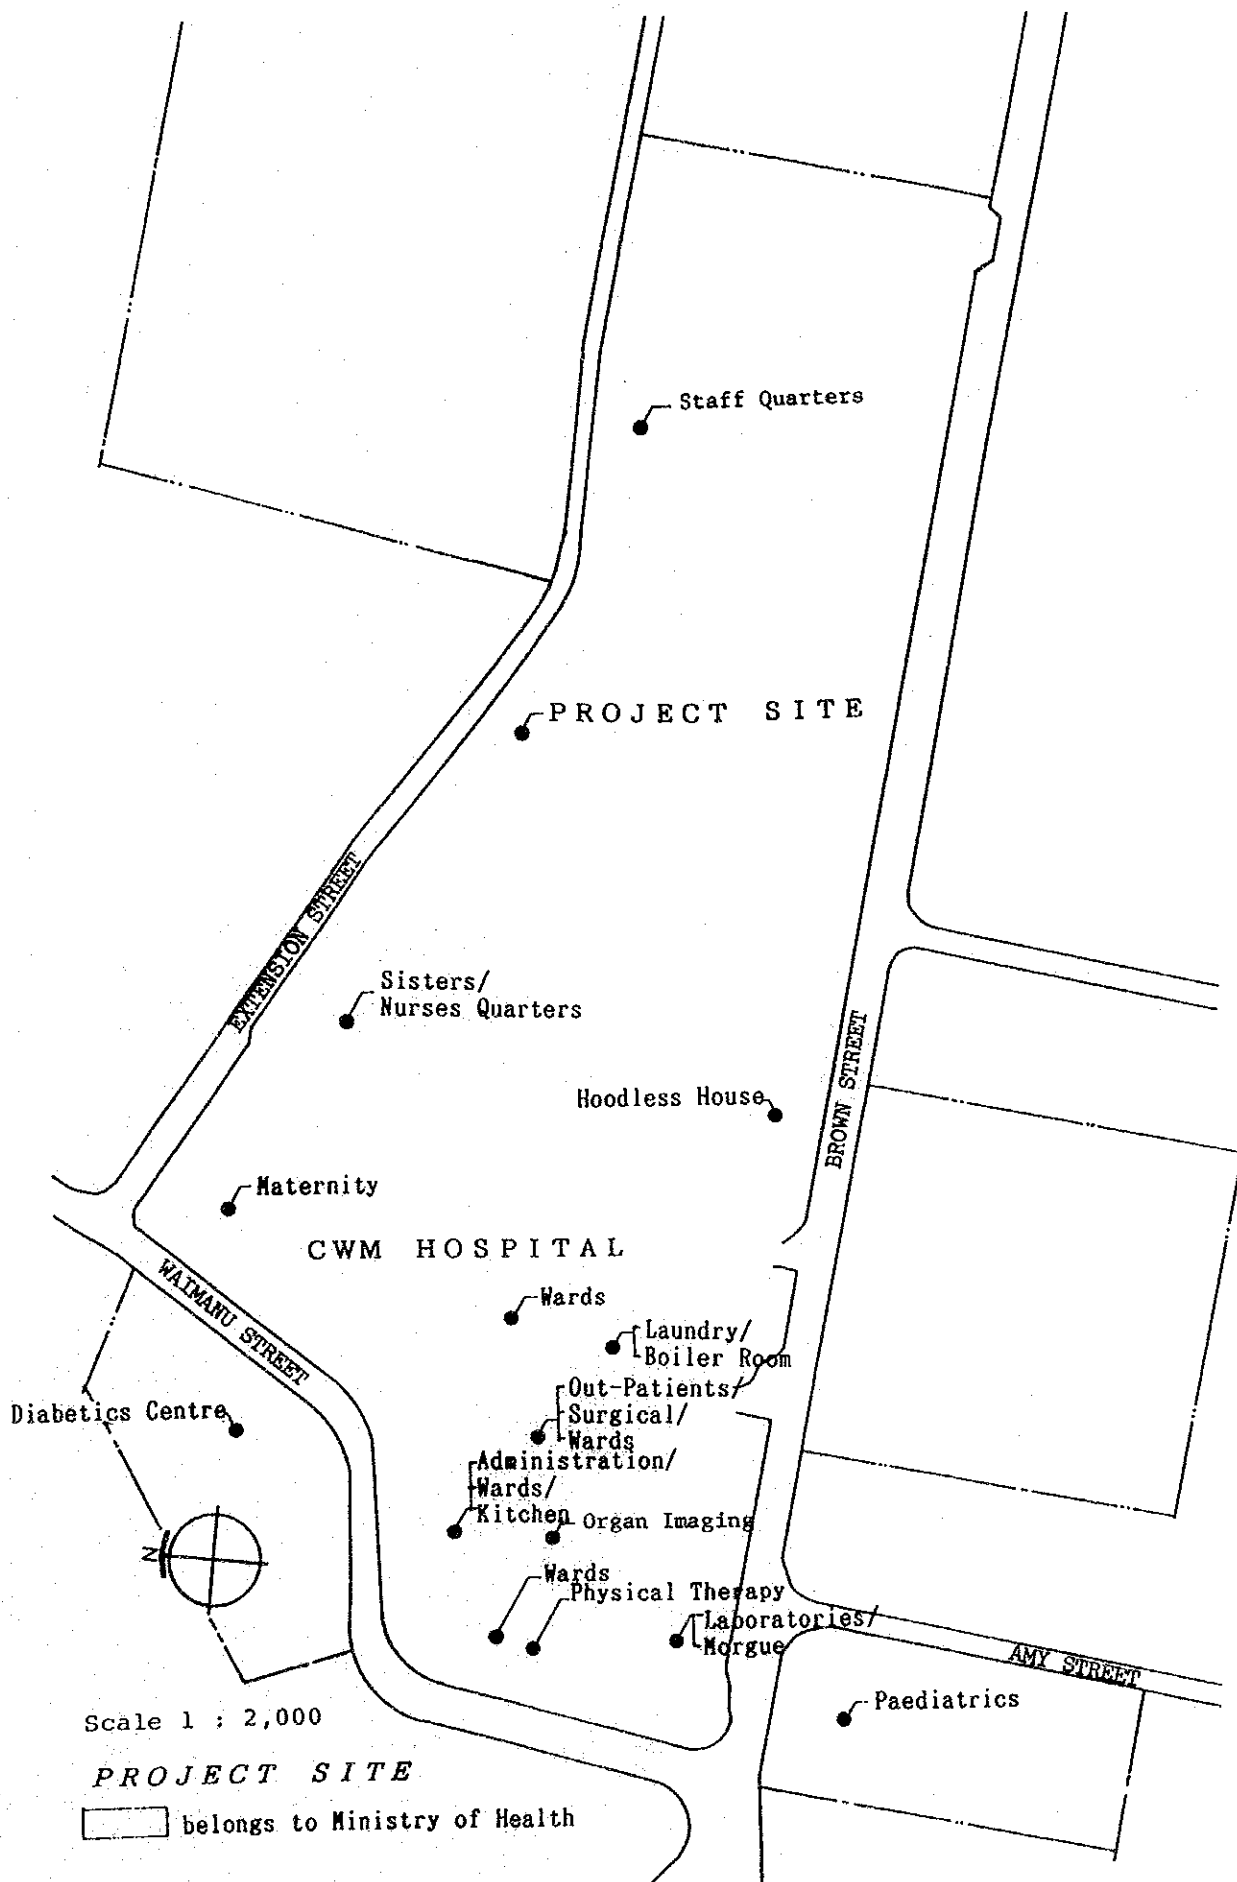 Staff Quarters
PROJECT SITE
EXTENSION STREET
Sisters/
Nurses Quarters
Hoodless House
BROWN STREET
Maternity
CWM HOSPITAL
WAIMANU STREET
Wards
Laundry/
Boiler Room
Out-Patients/
Surgical/
Wards
Diabetics Centre
Administration/
Wards/
Kitchen
Organ Imaging
N
Wards
Physical Therapy
Laboratories/
Morgue
AMY STREET
Paediatrics
Scale 1 : 2,000
PROJECT SITE
belongs to Ministry of Health